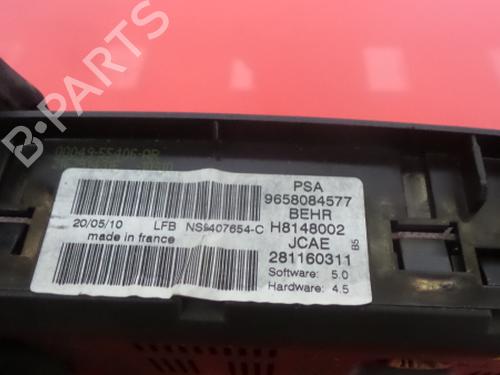 B-PARTS
PSA
9658084577
BEHR
H8148002
JCAE
B5
281160311
Software: 5.0
Hardware: 4.5
20/05/10 LFB
made in france